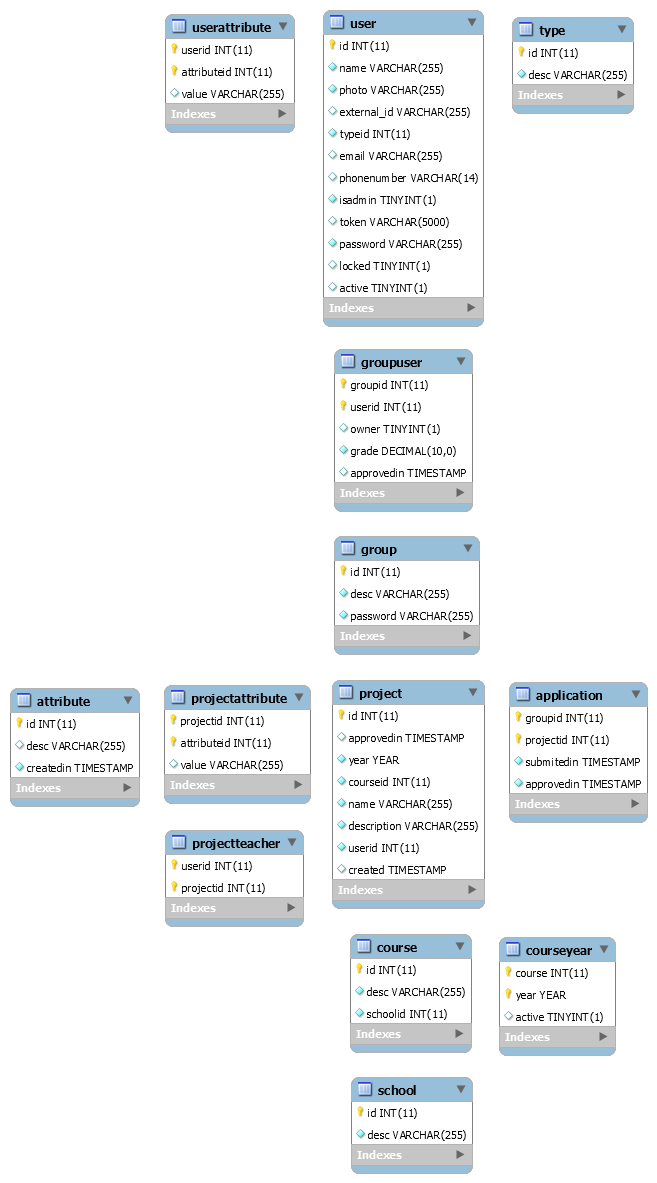 userattribute
userid INT(11)
attributeid INT(11)
value VARCHAR(255)
Indexes
user
id INT(11)
name VARCHAR(255)
photo VARCHAR(255)
external_id VARCHAR(255)
typeid INT(11)
email VARCHAR(255)
phonenumber VARCHAR(14)
isadmin TINYINT(1)
token VARCHAR(5000)
password VARCHAR(255)
locked TINYINT(1)
active TINYINT(1)
Indexes
type
id INT(11)
desc VARCHAR(255)
Indexes
groupuser
groupid INT(11)
userid INT(11)
owner TINYINT(1)
grade DECIMAL(10,0)
approvedin TIMESTAMP
Indexes
group
id INT(11)
desc VARCHAR(255)
password VARCHAR(255)
Indexes
attribute
id INT(11)
desc VARCHAR(255)
createdin TIMESTAMP
Indexes
projectattribute
projectid INT(11)
attributeid INT(11)
value VARCHAR(255)
Indexes
project
id INT(11)
approvedin TIMESTAMP
year YEAR
courseid INT(11)
name VARCHAR(255)
description VARCHAR(255)
userid INT(11)
created TIMESTAMP
Indexes
application
groupid INT(11)
projectid INT(11)
submitedin TIMESTAMP
approvedin TIMESTAMP
Indexes
projectteacher
userid INT(11)
projectid INT(11)
Indexes
course
id INT(11)
desc VARCHAR(255)
schoolid INT(11)
Indexes
courseyear
course INT(11)
year YEAR
active TINYINT(1)
Indexes
school
id INT(11)
desc VARCHAR(255)
Indexes